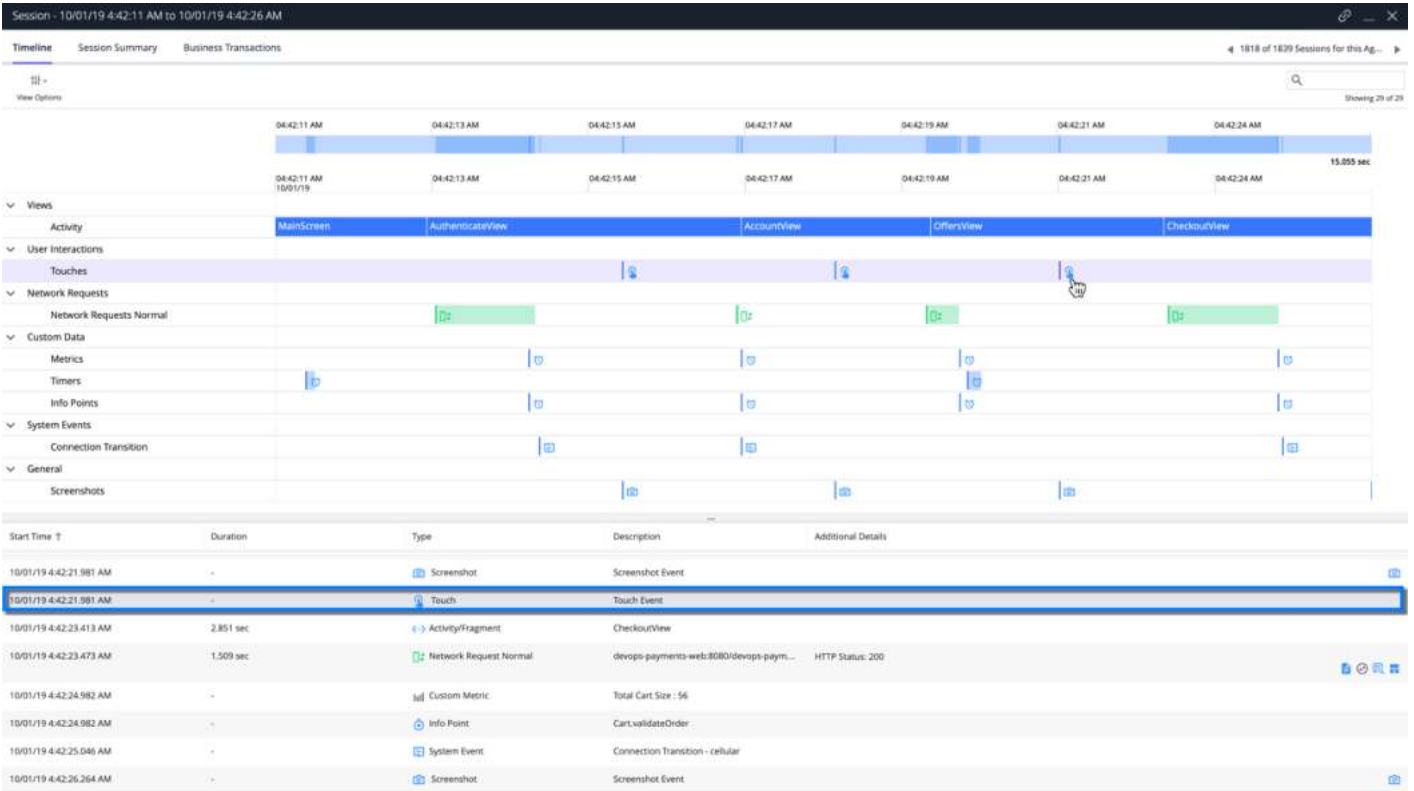 Session - 10/01/19 4:42:11 AM to 10/01/19 4:42:26 AM
Timeline Session Summary Business Transactions 1818 of 1839 Sessions for this Ag...
View Options
Showing 29 of 29
04:42:11 AM 04:42:13 AM 04:42:15 AM 04:42:17 AM 04:42:19 AM 04:42:21 AM 04:42:24 AM
15.055 sec
04:42:11 AM 04:42:13 AM 04:42:15 AM 04:42:17 AM 04:42:19 AM 04:42:21 AM 04:42:24 AM
10/01/19
Views
Activity MainScreen AuthenticateView AccountView OffersView CheckoutView
User Interactions
Touches
Network Requests
Network Requests Normal
Custom Data
Metrics
Timers
Info Points
System Events
Connection Transition
General
Screenshots
Start Time ↑ Duration Type Description Additional Details
10/01/19 4:42:21.981 AM - Screenshot Screenshot Event
10/01/19 4:42:21.981 AM - Touch Touch Event
10/01/19 4:42:23.413 AM 2.851 sec Activity/Fragment CheckoutView
10/01/19 4:42:23.473 AM 1.509 sec Network Request Normal devops-payments-web:8080/devops-paym... HTTP Status: 200
10/01/19 4:42:24.982 AM - Custom Metric Total Cart Size : 56
10/01/19 4:42:24.982 AM - Info Point Cart.validateOrder
10/01/19 4:42:25.046 AM - System Event Connection Transition - cellular
10/01/19 4:42:26.264 AM - Screenshot Screenshot Event